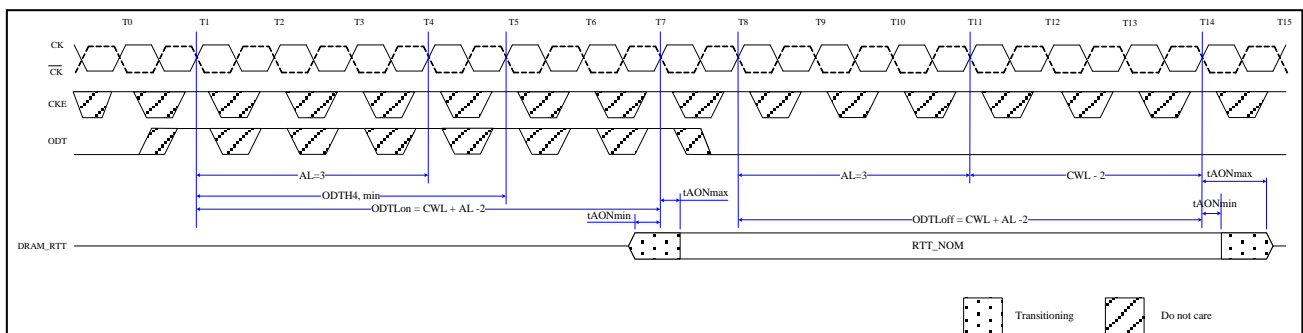 T0 T1 T2 T3 T4 T5 T6 T7 T8 T9 T10 T11 T12 T13 T14 T15
CK
CK
CKE
ODT
AL=3
AL=3
CWL - 2
ODTH4, min
tAONmax
tAONmax
ODTLon = CWL + AL -2
tAONmin
tAONmin
ODTLoff = CWL + AL -2
DRAM_RTT
RTT_NOM
Transitioning
Do not care